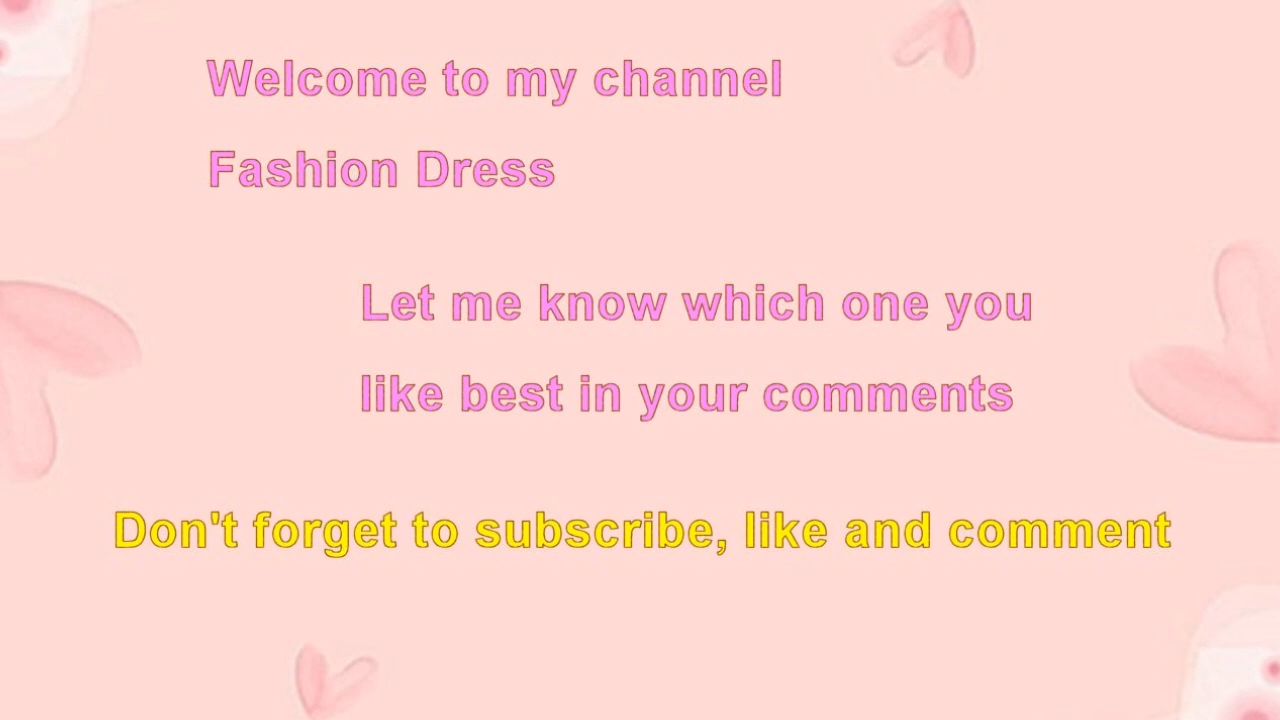 Welcome to my channel
Fashion Dress
Let me know which one you
like best in your comments
Don't forget to subscribe, like and comment